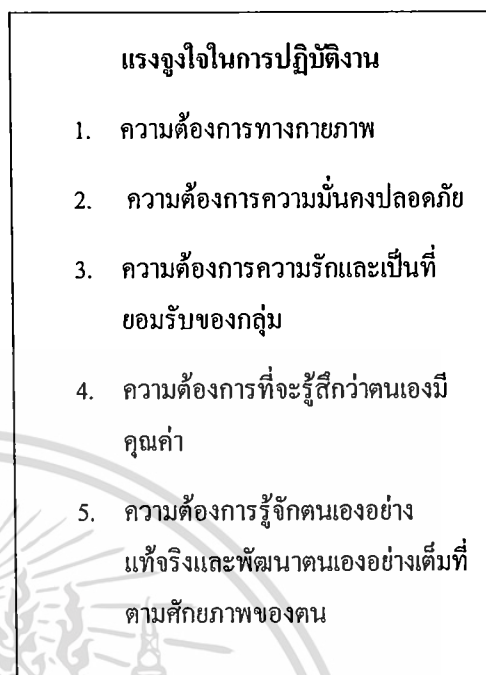 แรงจูงใจในการปฏิบัติงาน
1. ความต้องการทางกายภาพ
2. ความต้องการความมั่นคงปลอดภัย
3. ความต้องการความรักและเป็นที่
ยอมรับของกลุ่ม
4. ความต้องการที่จะรู้สึกว่าตนเองมี
คุณค่า
5. ความต้องการรู้จักตนเองอย่าง
แท้จริงและพัฒนาตนเองอย่างเต็มที่
ตามศักยภาพของตน